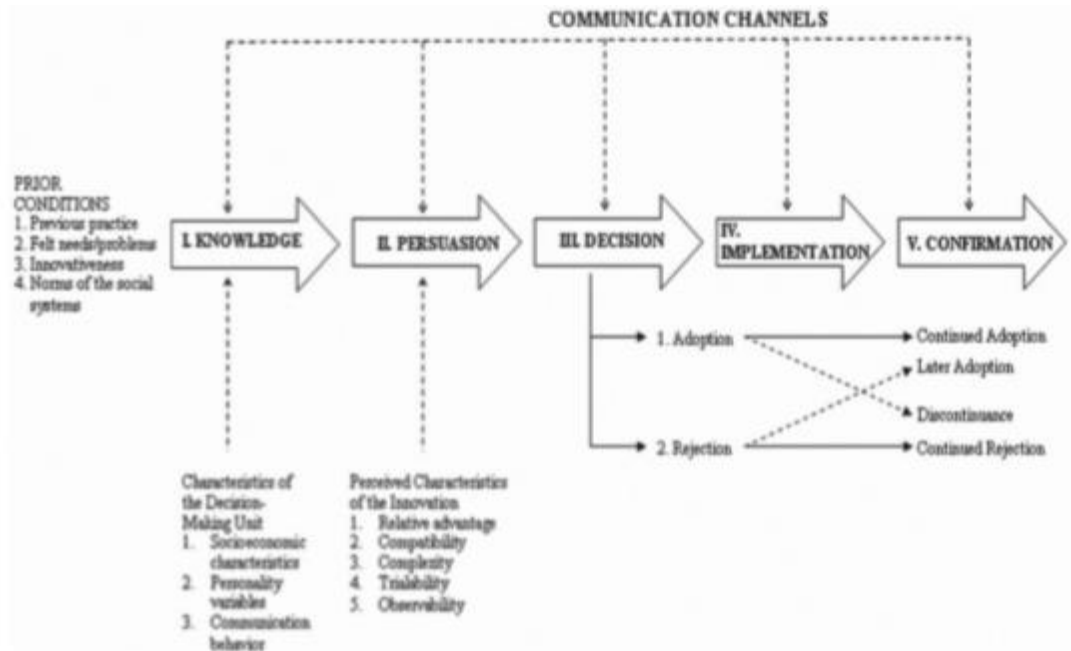 COMMUNICATION CHANNELS
PRIOR
CONDITIONS
1. Previous practice
2. Felt needs/problems
3. Innovativeness
4. Norms of the social
systems
I. KNOWLEDGE
II. PERSUASION
III. DECISION
IV.
IMPLEMENTATION
V. CONFIRMATION
1. Adoption
Continued Adoption
Later Adoption
Discontinuance
2. Rejection
Continued Rejection
Characteristics of
the Decision-
Making Unit
1. Socioeconomic
characteristics
2. Personality
variables
3. Communication
behavior
Perceived Characteristics
of the Innovation
1. Relative advantage
2. Compatibility
3. Complexity
4. Trialability
5. Observability